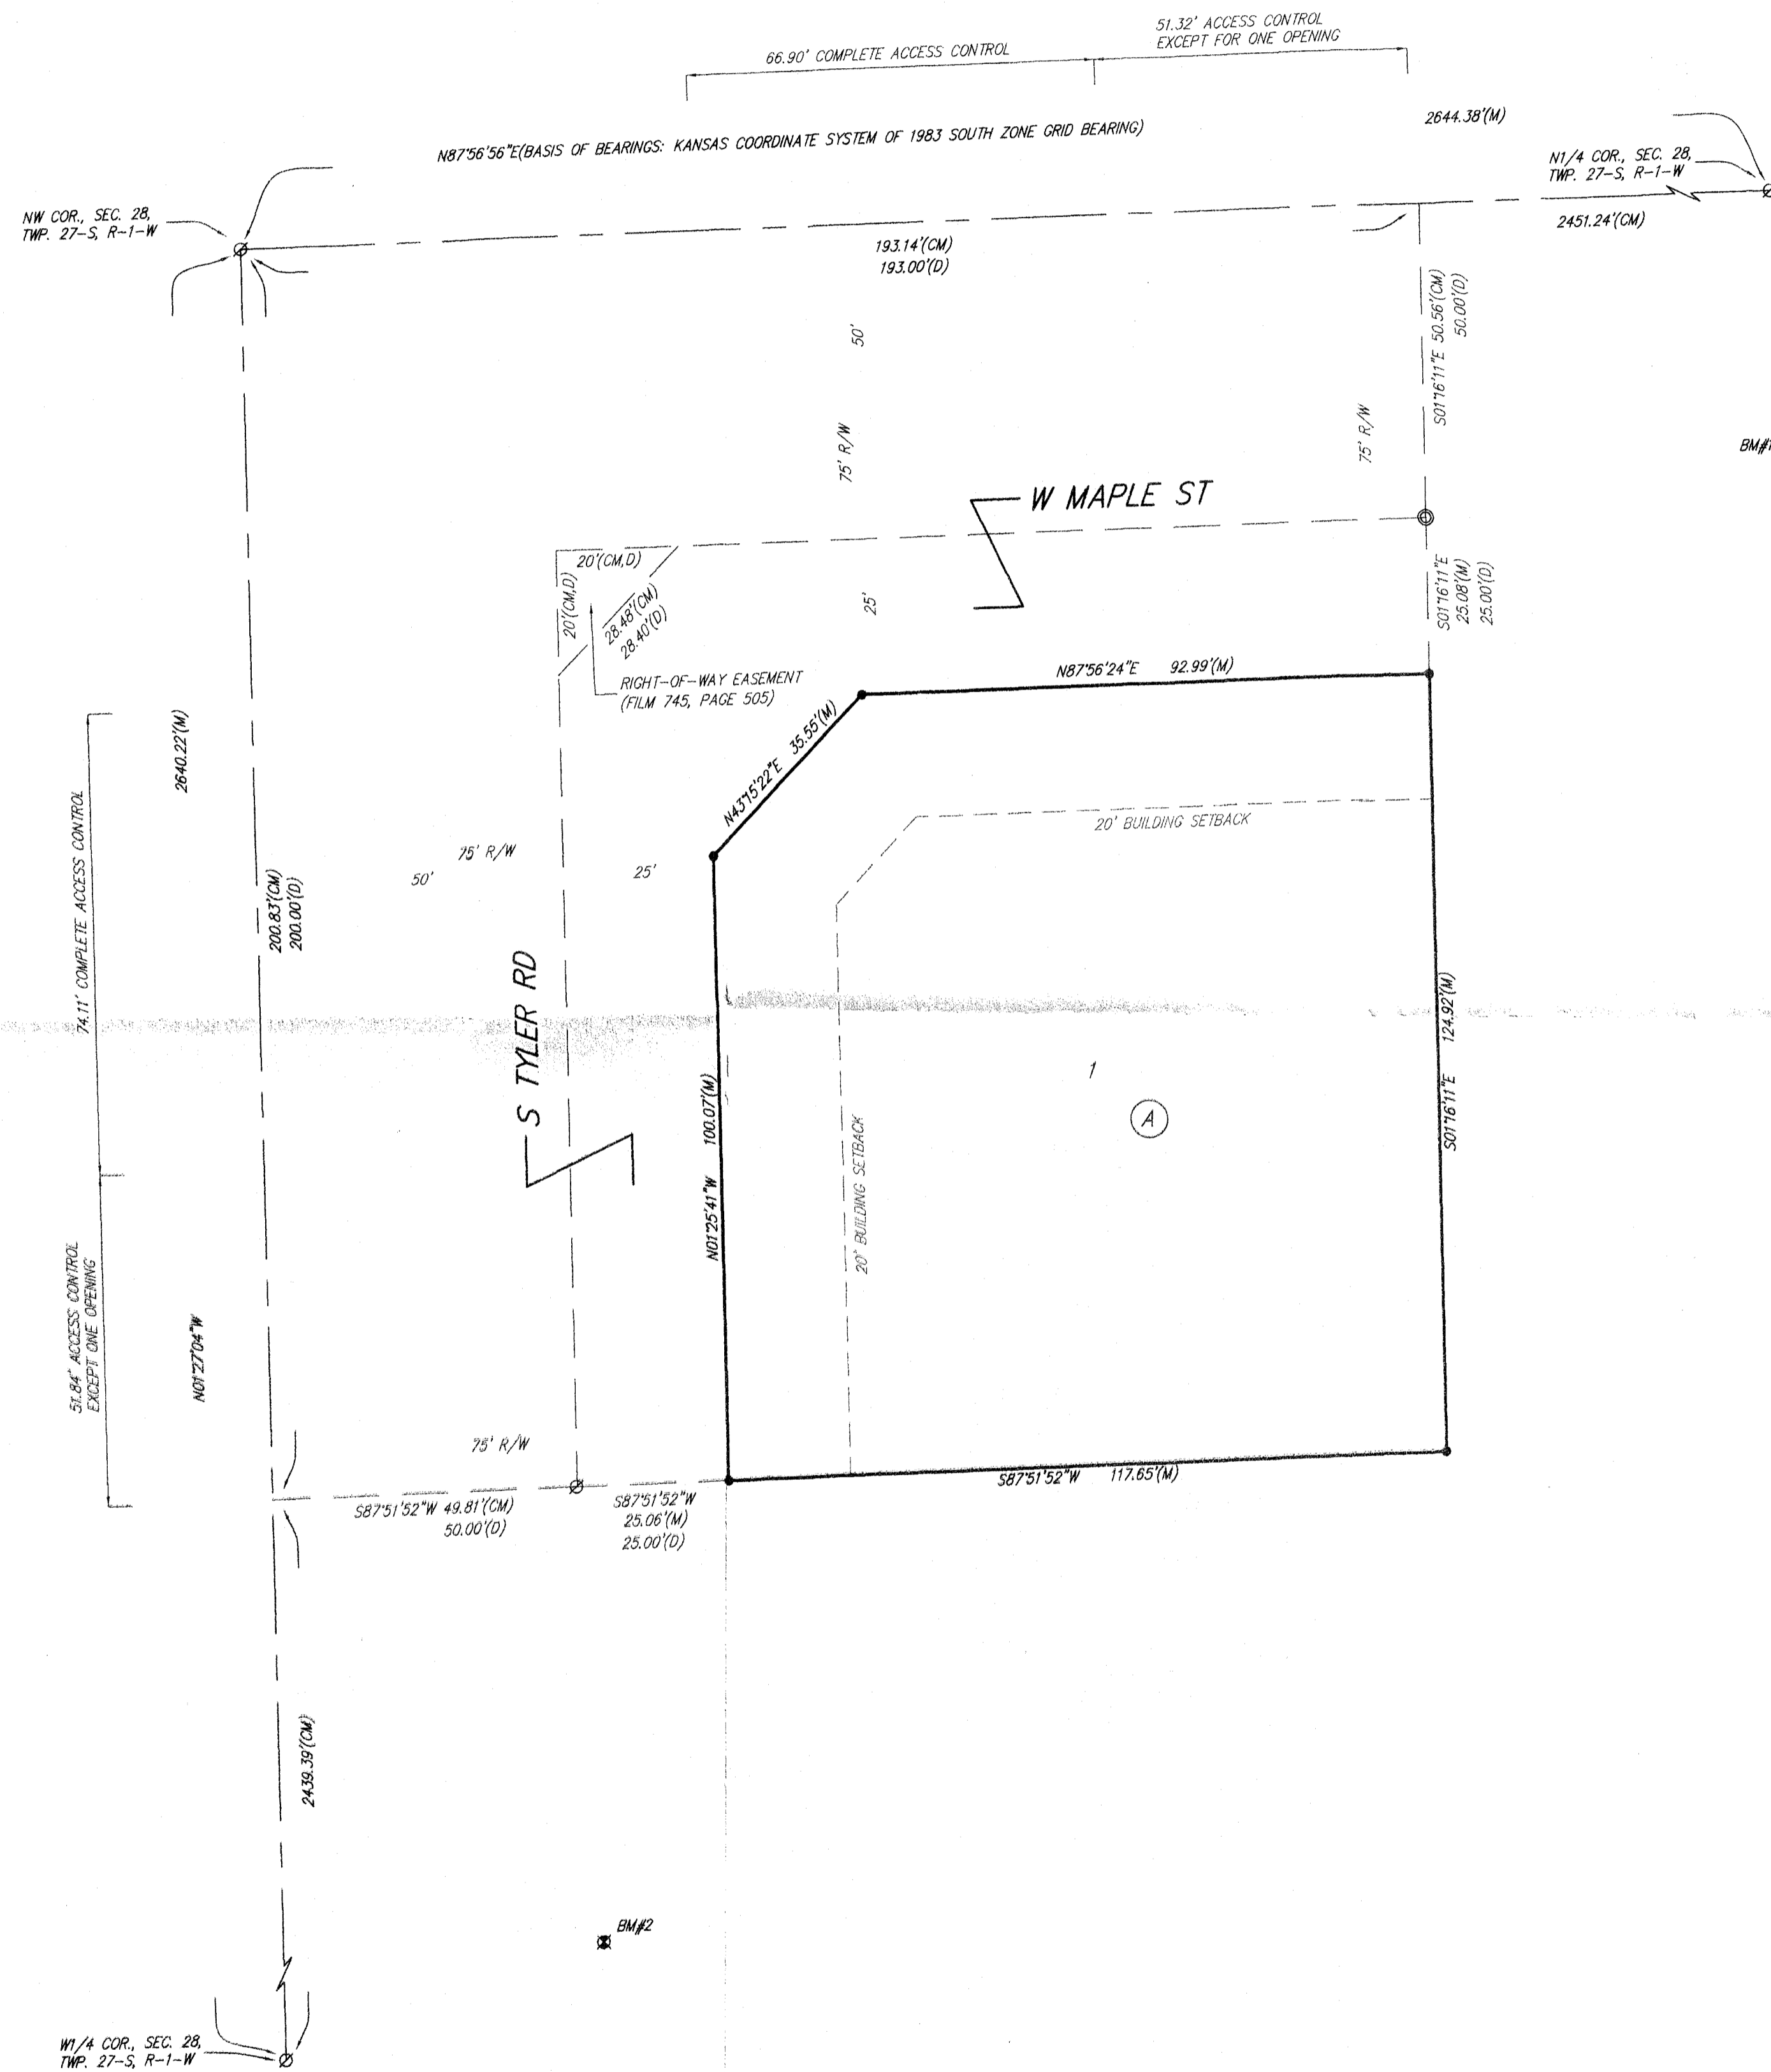 51.32' ACCESS CONTROL
EXCEPT FOR ONE OPENING
66.90' COMPLETE ACCESS CONTROL
2644.38'(M)
N87°56'56"E(BASIS OF BEARINGS: KANSAS COORDINATE SYSTEM OF 1983 SOUTH ZONE GRID BEARING)
N1/4 COR., SEC. 28,
TWP. 27-S, R-1-W
NW COR., SEC. 28,
TWP. 27-S, R-1-W
2451.24'(CM)
193.14'(CM)
193.00'(D)
S01°16'11"E 50.56'(CM)
50.00'(D)
50'
75' R/W
75' R/W
BM#1
W MAPLE ST
20'(CM,D)
20'(CM,D)
28.48'(CM)
28.40'(D)
25'
S01°16'11"E
25.08'(M)
25.00'(D)
RIGHT-OF-WAY EASEMENT
(FILM 745, PAGE 505)
N87°56'24"E 92.99'(M)
N43°15'22"E 35.55'(M)
2640.22'(M)
74.11' COMPLETE ACCESS CONTROL
20' BUILDING SETBACK
75' R/W
50'
25'
200.83'(CM)
200.00'(D)
S TYLER RD
N01°25'41"W 100.07'(M)
1
A
S01°16'11"E 124.92'(M)
20' BUILDING SETBACK
51.84' ACCESS CONTROL
EXCEPT ONE OPENING
N01°27'04"W
75' R/W
S87°51'52"W 49.81'(CM)
50.00'(D)
S87°51'52"W
25.06'(M)
25.00'(D)
S87°51'52"W 117.65'(M)
2439.39'(CM)
BM#2
W1/4 COR., SEC. 28,
TWP. 27-S, R-1-W